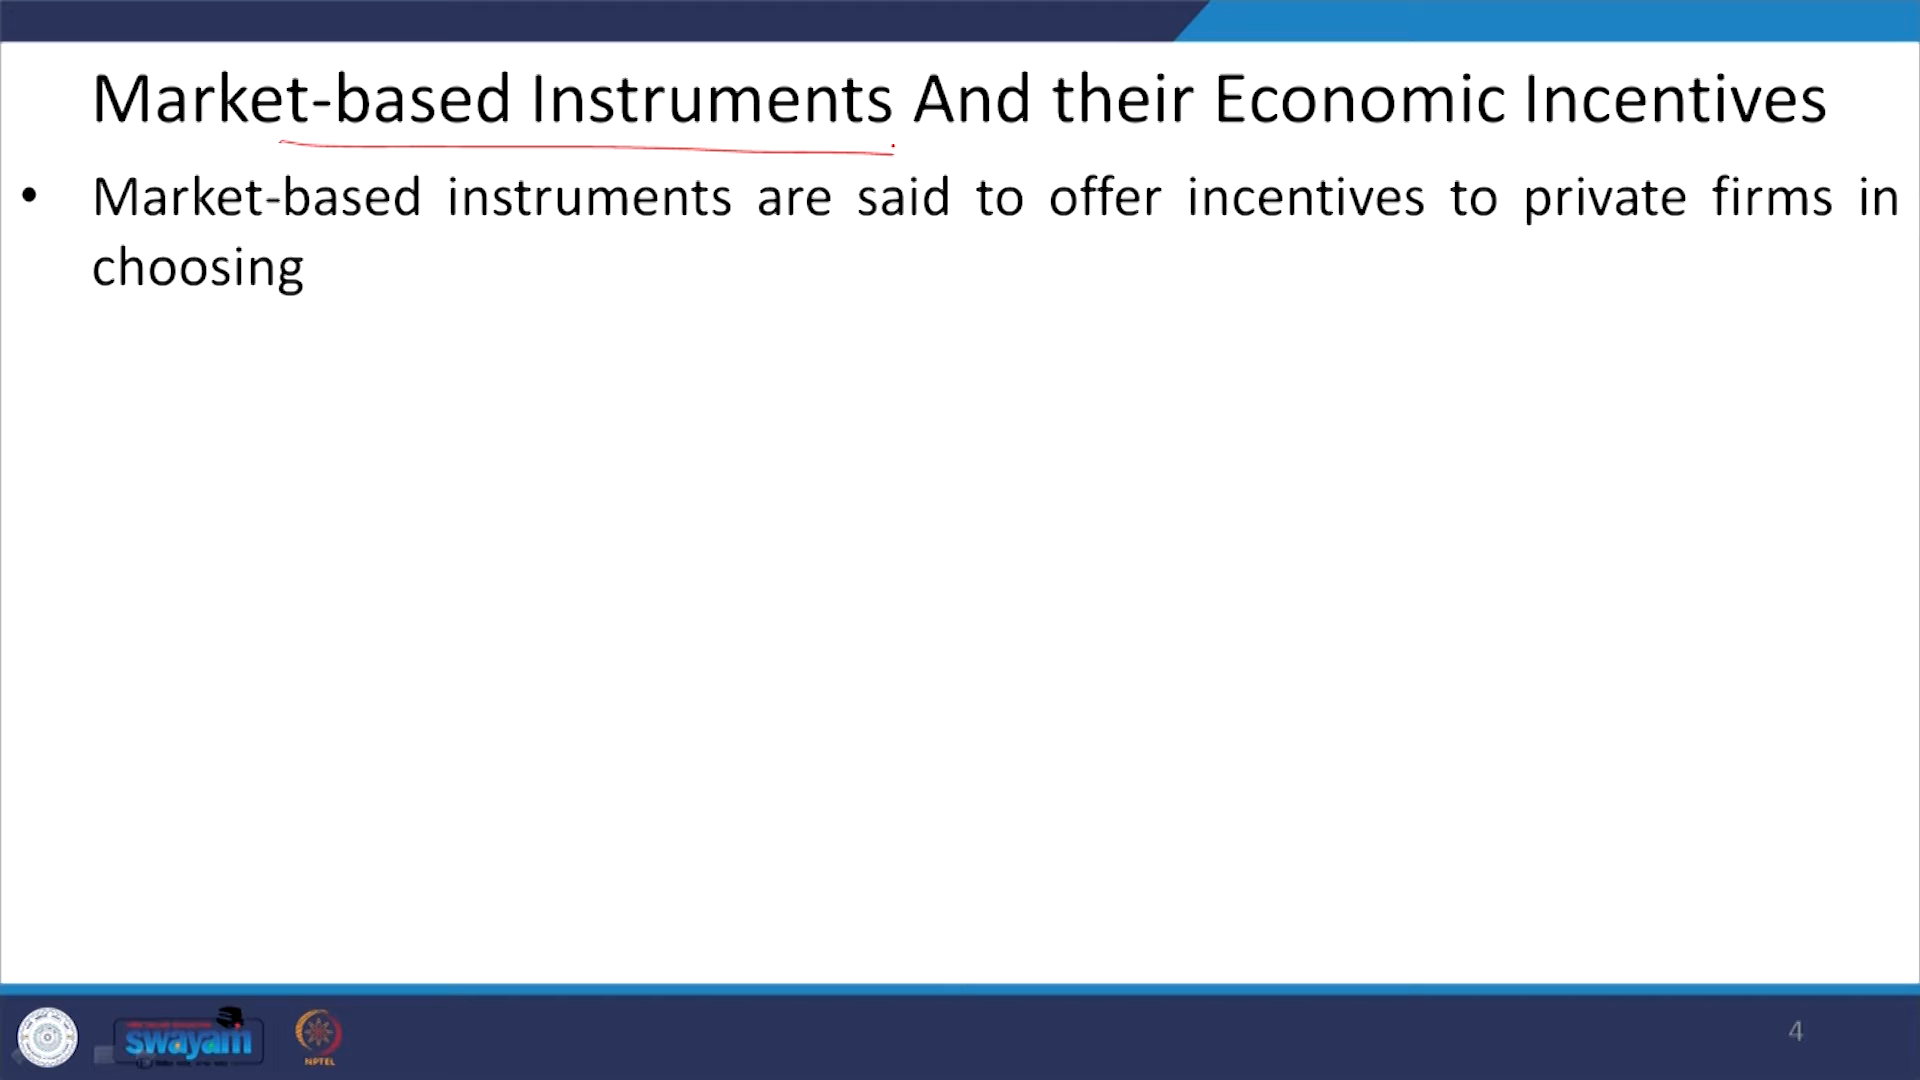 Market-based Instruments And their Economic Incentives
• Market-based instruments are said to offer incentives to private firms in
choosing
swayam
NPTEL
4